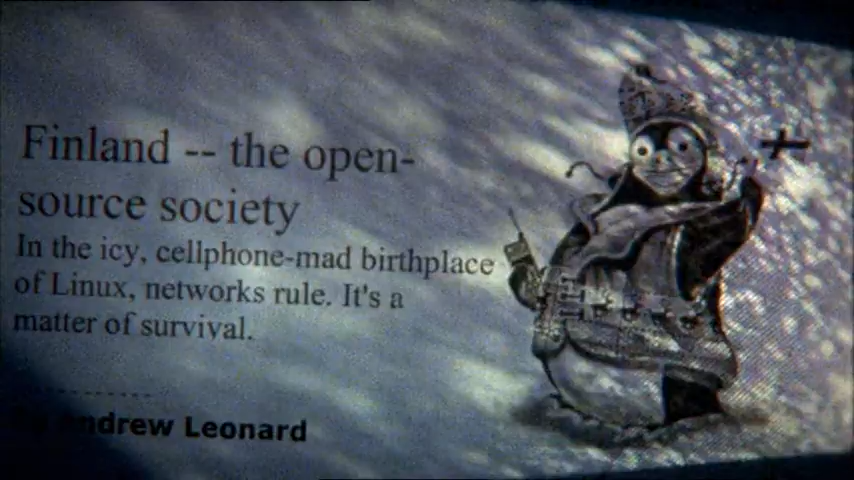 Finland -- the open-
source society
In the icy, cellphone-mad birthplace
of Linux, networks rule. It's a
matter of survival.
Andrew Leonard